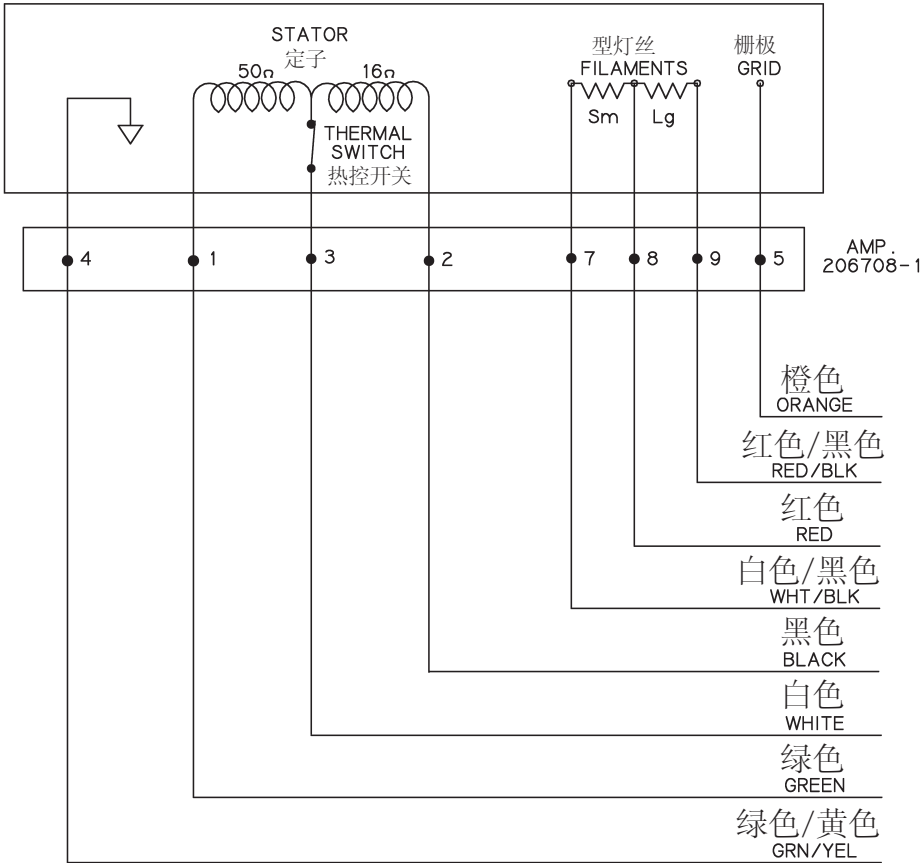 STATOR
定子
50Ω
16Ω
THERMAL
SWITCH
热控开关
型灯丝
FILAMENTS
Sm
Lg
栅极
GRID
4
1
3
2
7
8
9
5
AMP.
206708-1
橙色
ORANGE
红色/黑色
RED/BLK
红色
RED
白色/黑色
WHT/BLK
黑色
BLACK
白色
WHITE
绿色
GREEN
绿色/黄色
GRN/YEL